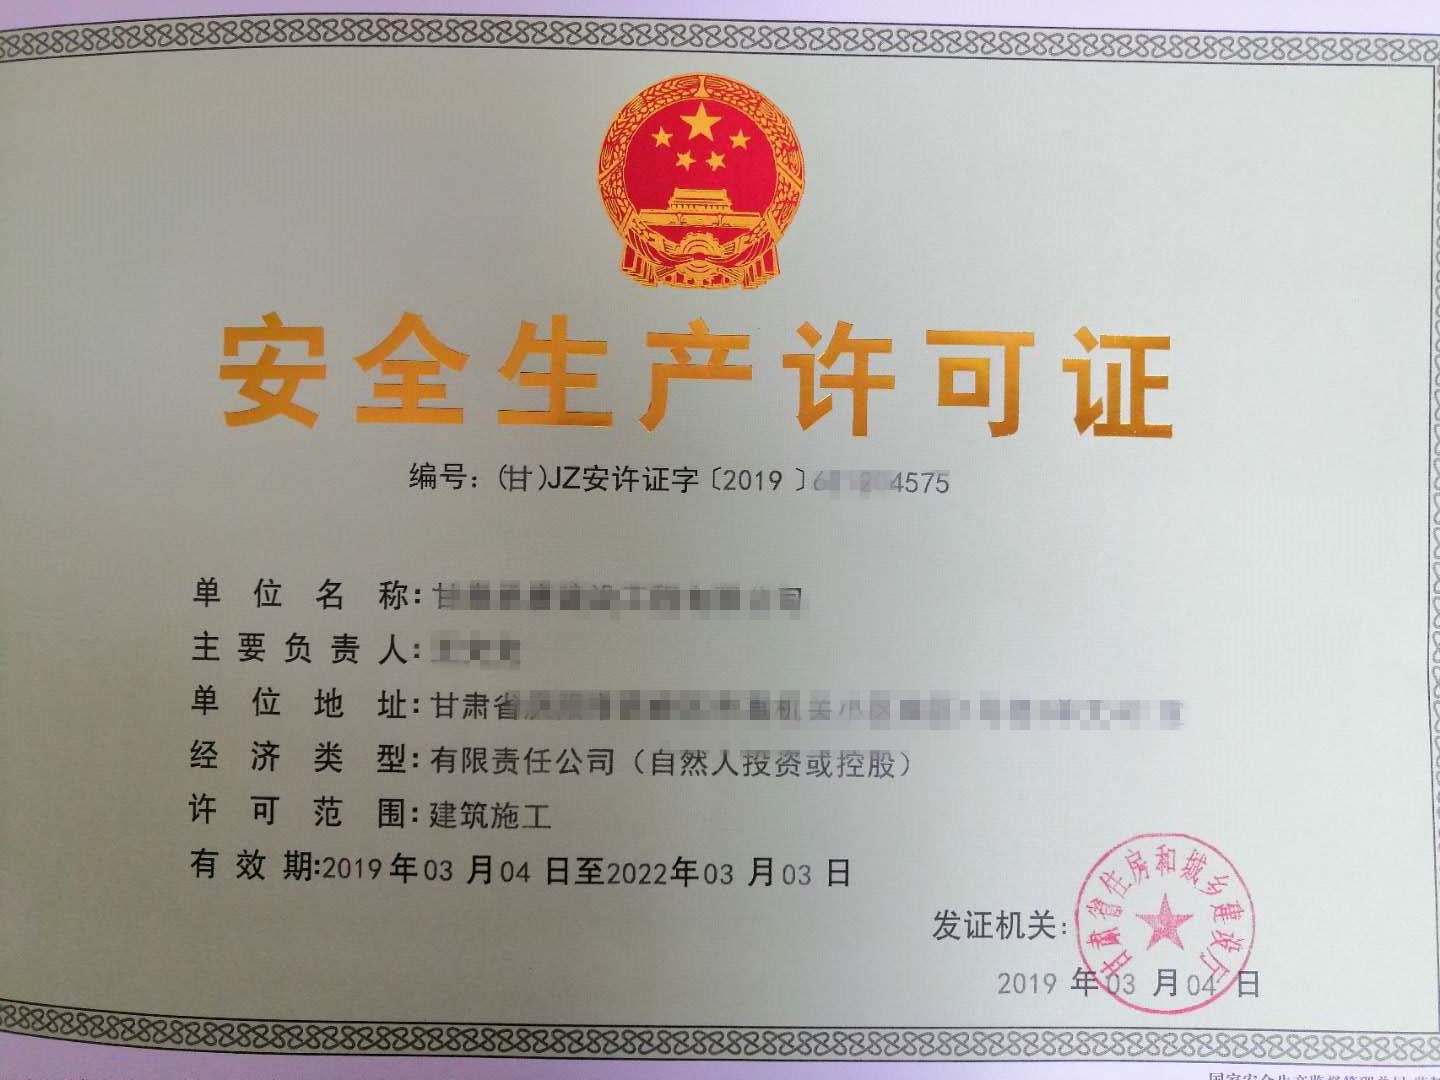 安全生产许可证
编号：(甘)JZ安许证字〔2019〕4575
单位名称：
主要负责人：
单位地址：甘肃省
经济类型：有限责任公司（自然人投资或控股）
许可范围：建筑施工
有效期:2019年03月04日至2022年03月03日
甘肃省住房和城乡建设厅
发证机关：
2019年03月04日